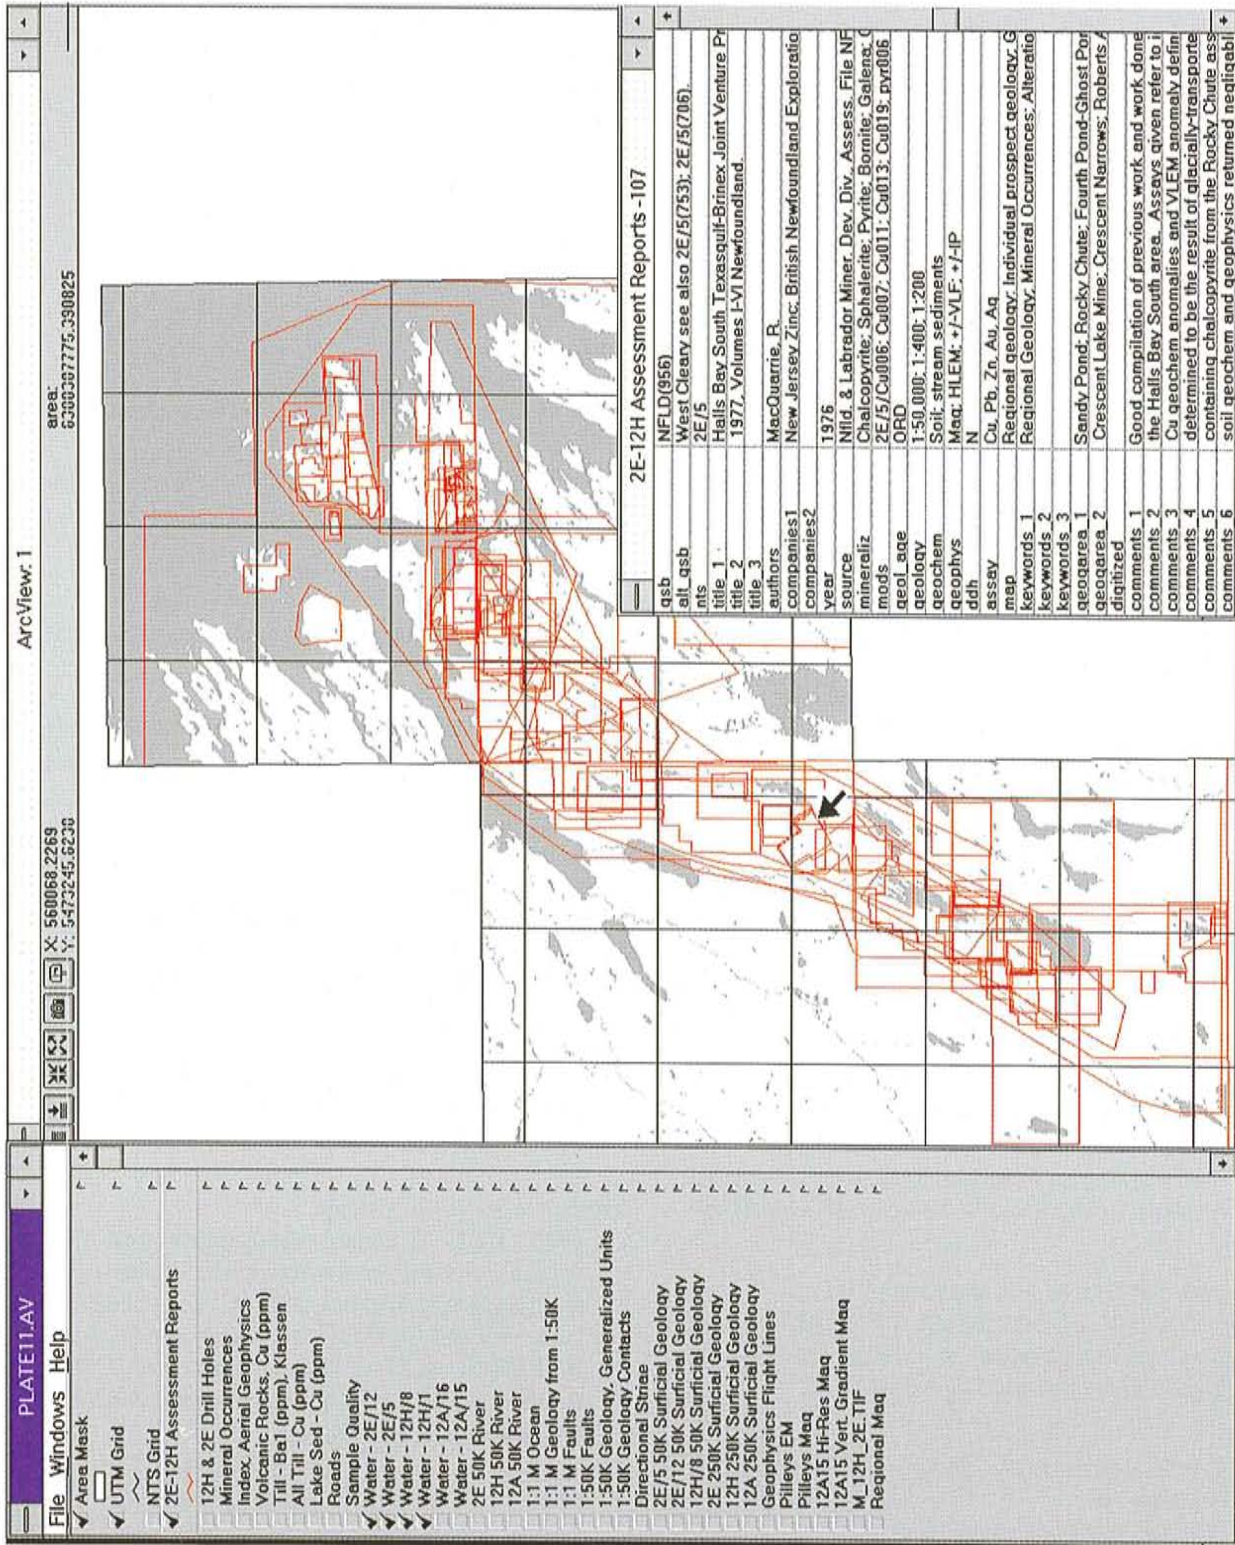 PLATE11.AV
File Windows Help
Area Mask
UTM Grid
NTS Grid
2E-12H Assessment Reports
12H & 2E Drill Holes
Mineral Occurrences
Index, Aerial Geophysics
Volcanic Rocks, Cu (ppm)
Till - Ba1 (ppm), Klassen
All Till - Cu (ppm)
Lake Sed - Cu (ppm)
Roads
Sample Quality
Water - 2E/12
Water - 2E/5
Water - 12H/8
Water - 12H/1
Water - 12A/16
Water - 12A/15
2E 50K River
12H 50K River
12A 50K River
1:1 M Ocean
1:1 M Geology from 1:50K
1:1 M Faults
1:50K Faults
1:50K Geology, Generalized Units
1:50K Geology Contacts
Directional Striae
2E/5 50K Surficial Geology
2E/12 50K Surficial Geology
12H/8 50K Surficial Geology
2E 250K Surficial Geology
12H 250K Surficial Geology
12A 250K Surficial Geology
Geophysics Flight Lines
Pilleys EM
Pilleys Maq
12A15 Hi-Res Maq
12A15 Vert. Gradient Maq
M_12H_2E.TIF
Regional Maq
ArcView: 1
X: 560068.2269
Y: 5473245.6230
area:
6300307775.390825
2E-12H Assessment Reports -107
gsb NFLD(956)
alt_gsb West Cleary see also 2E/5(753); 2E/5(706),
nts 2E/5
title_1 Halls Bay South Texasgulf-Brinex Joint Venture Pr
title_2 1977, Volumes I-VI Newfoundland.
title_3
authors MacQuarrie, R.
companies1 New Jersey Zinc; British Newfoundland Exploratio
companies2
year 1976
source Nfld. & Labrador Miner. Dev. Div., Assess. File NF
mineraliz Chalcopyrite; Sphalerite; Pyrite; Bornite; Galena;
mods 2E/5/Cu006; Cu007; Cu011; Cu013; Cu019; pyr006
geol_age ORD
geology 1:50,000; 1:400; 1:200
geochem Soil; stream sediments
geophys Maq; HLEM; +/-VLF; +/-IP
ddh N
assay Cu, Pb, Zn, Au, Ag
map Regional geology; Individual prospect geology; G
keywords_1 Regional Geology; Mineral Occurrences; Alteratio
keywords_2
keywords_3
geogarea_1 Sandy Pond; Rocky Chute; Fourth Pond-Ghost Pon
geogarea_2 Crescent Lake Mine; Crescent Narrows; Roberts A
digitized
comments_1 Good compilation of previous work and work done
comments_2 the Halls Bay South area. Assays given refer to i
comments_3 Cu geochem anomalies and VLEM anomaly defin
comments_4 determined to be the result of glacially-transporte
comments_5 containing chalcopyrite from the Rocky Chute ass
comments_6 soil geochem and geophysics returned negligabl